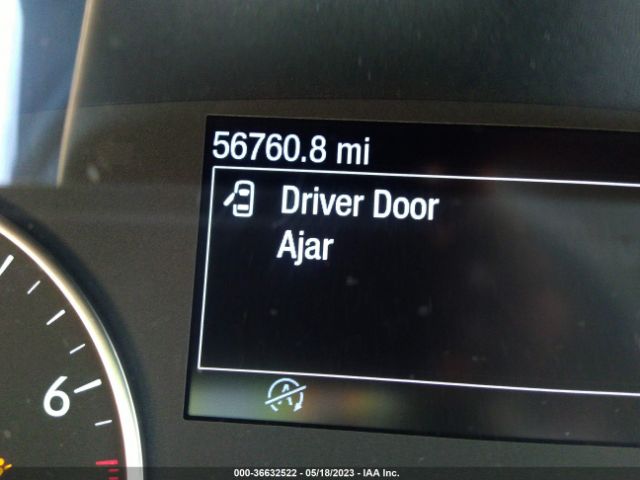 56760.8 mi
Driver Door
Ajar
A
6
000-36632522 - 05/18/2023 - IAA Inc.